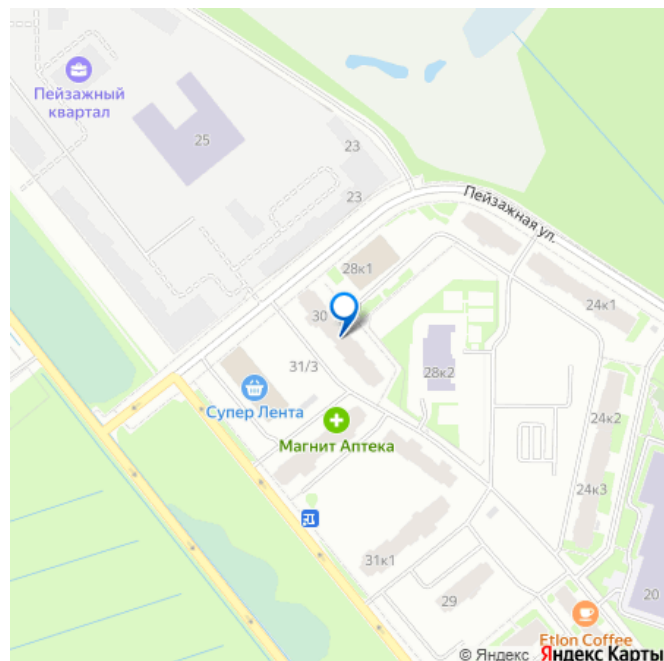 Пейзажный
квартал
25
23
23
Пейзажная ул.
28к1
30
24к1
31/3
28к2
Супер Лента
24к2
Магнит Аптека
24к3
31к1
29
20
Etlon Coffee
© Яндекс Яндекс Карты